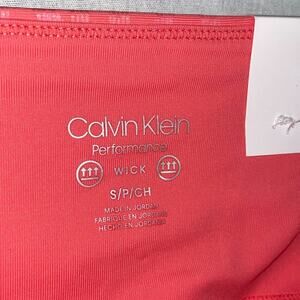 Calvin Klein
Performance
WICK
S/P/CH
MADE IN JORDAN
FABRIQUÉ EN JORDANIE
HECHO EN JORDANIA